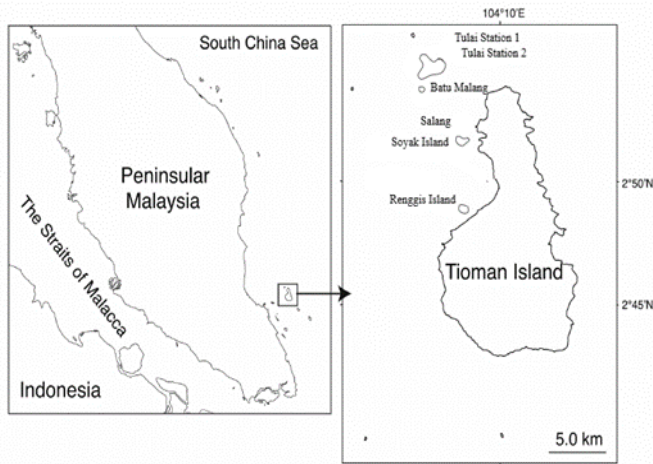 South China Sea
Peninsular
Malaysia
The Straits of Malacca
Indonesia
104°10'E
Tulai Station 1
Tulai Station 2
Batu Malang
Salang
Soyak Island
2°50'N
Renggis Island
Tioman Island
2°45'N
5.0 km